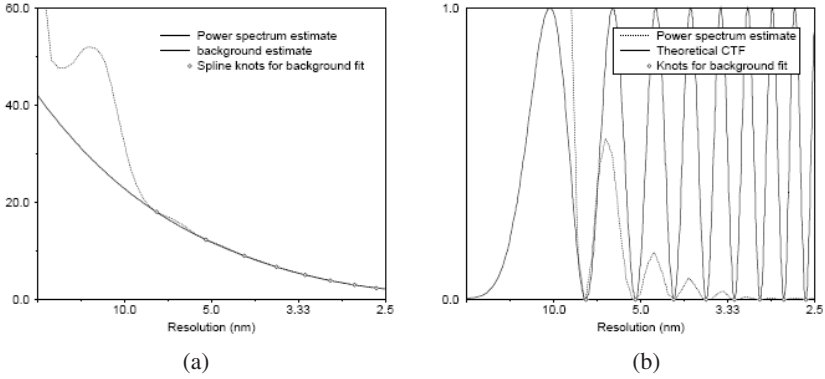 60.0
40.0
20.0
0.0
Power spectrum estimate
background estimate
Spline knots for background fit
10.0 5.0 3.33 2.5
Resolution (nm)
(a)
1.0
0.0
Power spectrum estimate
Theoretical CTF
Knots for background fit
10.0 5.0 3.33 2.5
Resolution (nm)
(b)